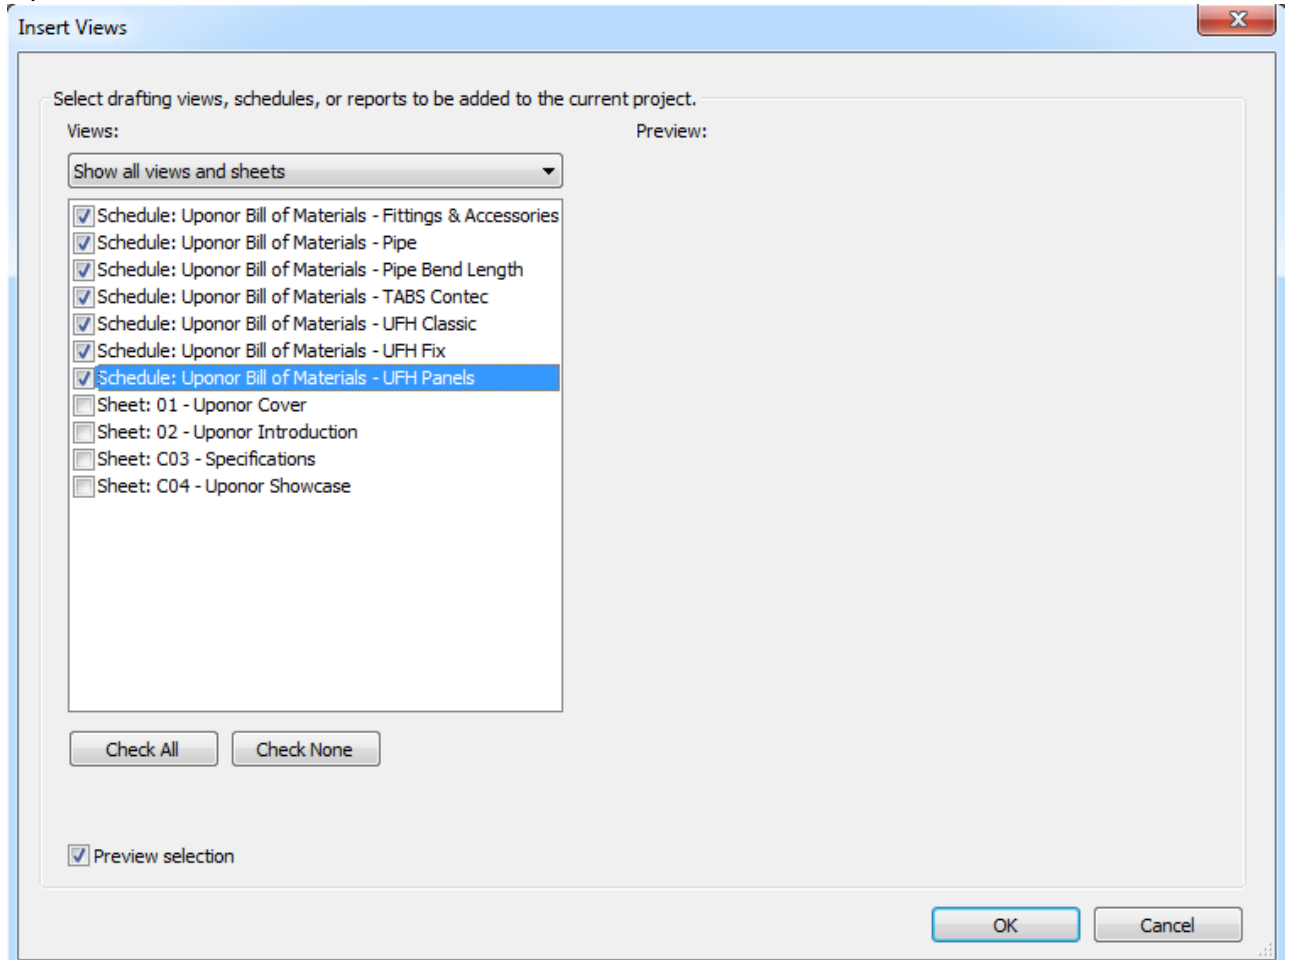 Insert Views
Select drafting views, schedules, or reports to be added to the current project.
Views:
Preview:
Show all views and sheets
Schedule: Uponor Bill of Materials - Fittings & Accessories
Schedule: Uponor Bill of Materials - Pipe
Schedule: Uponor Bill of Materials - Pipe Bend Length
Schedule: Uponor Bill of Materials - TABS Contec
Schedule: Uponor Bill of Materials - UFH Classic
Schedule: Uponor Bill of Materials - UFH Fix
Schedule: Uponor Bill of Materials - UFH Panels
Sheet: 01 - Uponor Cover
Sheet: 02 - Uponor Introduction
Sheet: C03 - Specifications
Sheet: C04 - Uponor Showcase
Check All
Check None
Preview selection
OK
Cancel